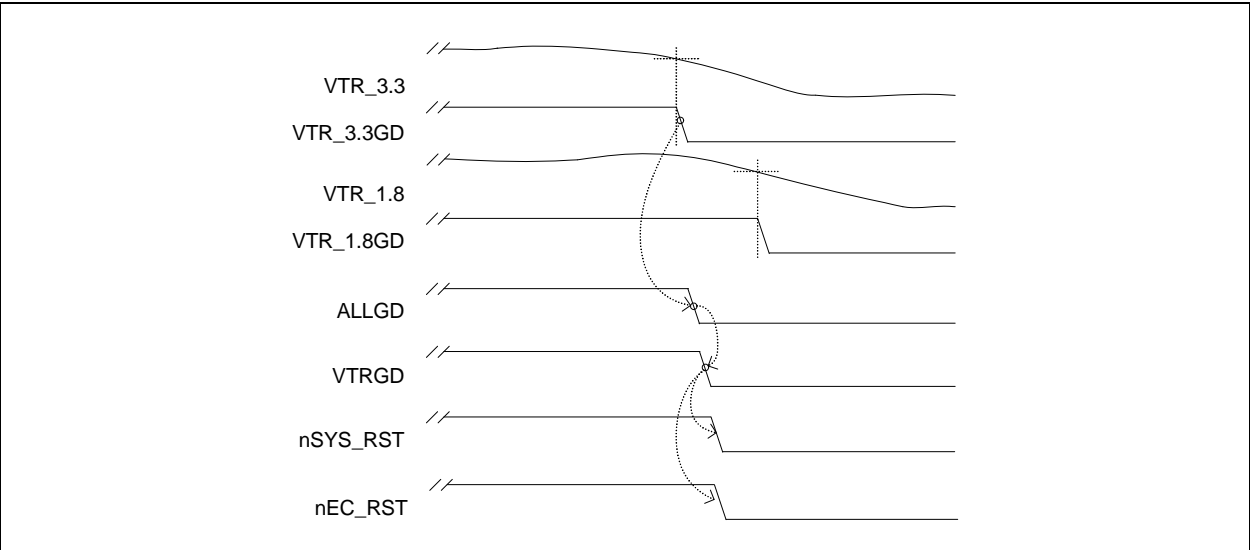 VTR_3.3
VTR_3.3GD
VTR_1.8
VTR_1.8GD
ALLGD
VTRGD
nSYS_RST
nEC_RST